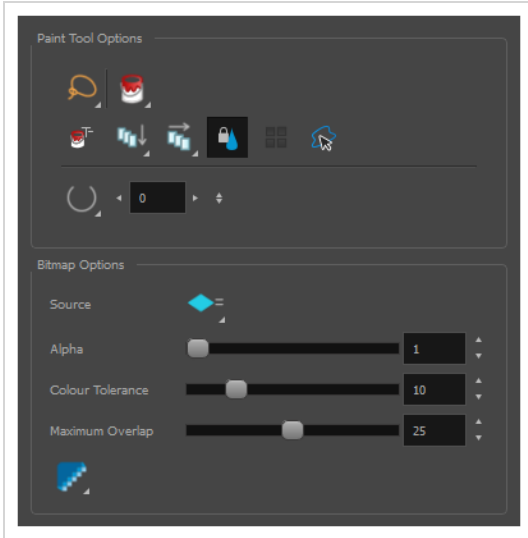 Paint Tool Options
0
Bitmap Options
Source
Alpha
1
Colour Tolerance
10
Maximum Overlap
25